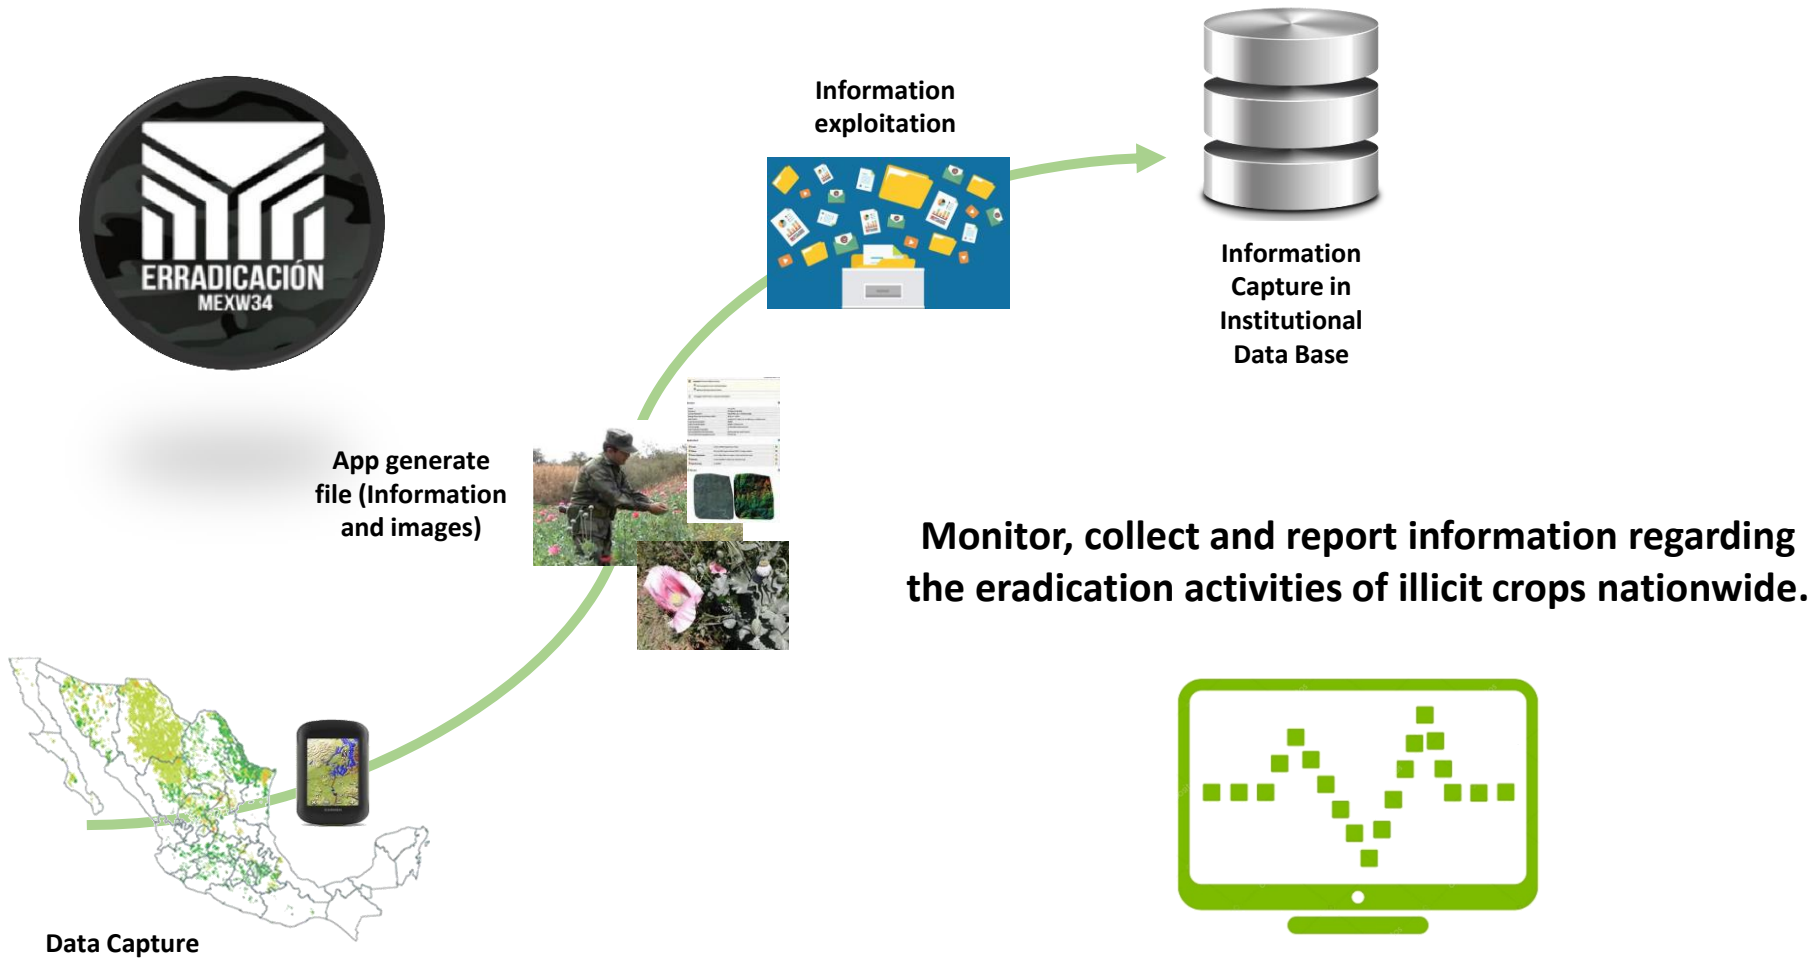 ERRADICACIÓN
MEXW34
Information
exploitation
Information
Capture in
Institutional
Data Base
App generate
file (Information
and images)
Monitor, collect and report information regarding
the eradication activities of illicit crops nationwide.
Data Capture